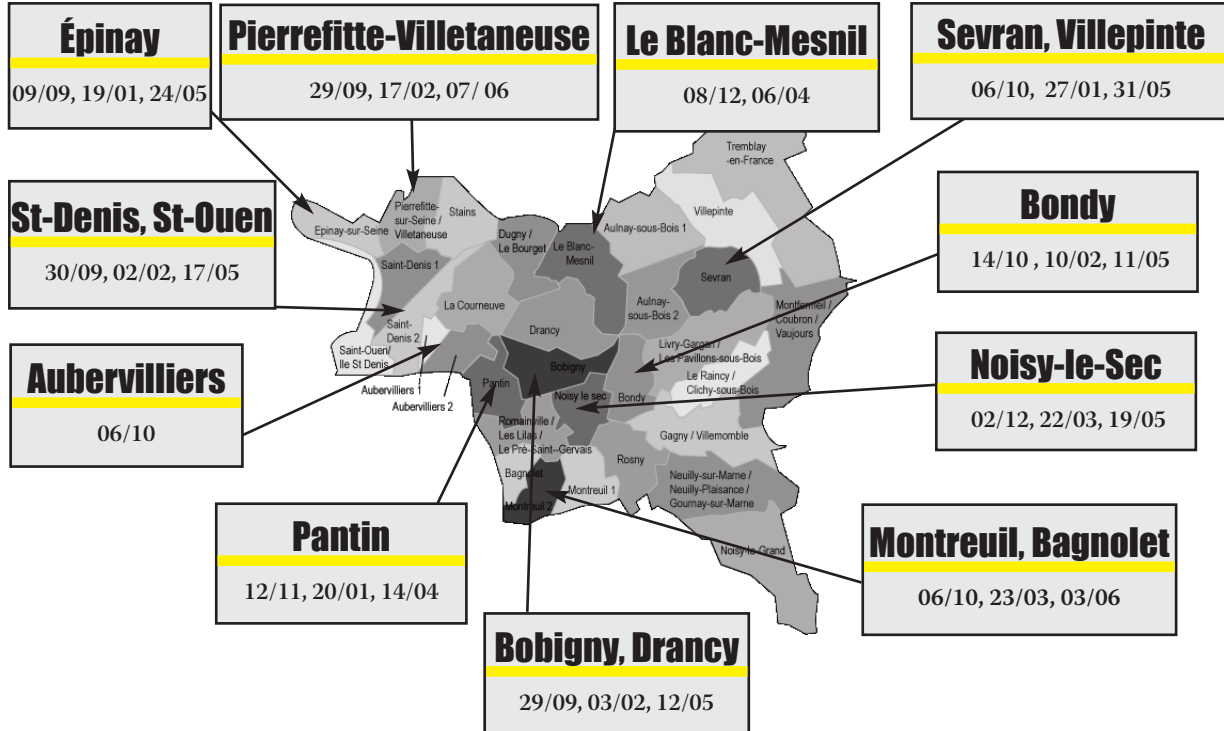 Épinay
09/09, 19/01, 24/05
Pierrefitte-Villetaneuse
29/09, 17/02, 07/ 06
Le Blanc-Mesnil
08/12, 06/04
Sevran, Villepinte
06/10, 27/01, 31/05
St-Denis, St-Ouen
30/09, 02/02, 17/05
Bondy
14/10 , 10/02, 11/05
Aubervilliers
06/10
Noisy-le-Sec
02/12, 22/03, 19/05
Pantin
12/11, 20/01, 14/04
Montreuil, Bagnolet
06/10, 23/03, 03/06
Bobigny, Drancy
29/09, 03/02, 12/05
Tremblay
-en-France
Villepinte
Epinay-sur-Seine
Pierrefitte-
sur-Seine /
Villetaneuse
Stains
Dugny /
Le Bourget
Le Blanc-
Mesnil
Aulnay-sous-Bois 1
Sevran
Saint-Denis 1
La Courneuve
Drancy
Aulnay-
sous-Bois 2
Montfermeil /
Coubron /
Vaujours
Saint-
Denis 2
Saint-Ouen/
Ile St Denis
Aubervilliers 1
Aubervilliers 2
Livry-Gargan /
Les Pavillons-sous-Bois
Le Raincy /
Clichy-sous-Bois
Bobigny
Pantin
Noisy le sec
Bondy
Romainville /
Les Lilas /
Le Pré-Saint--Gervais
Gagny / Villemomble
Rosny
Bagnolet
Montreuil 1
Montreuil 2
Neuilly-sur-Marne /
Neuilly-Plaisance /
Gournay-sur-Marne
Noisy-le-Grand